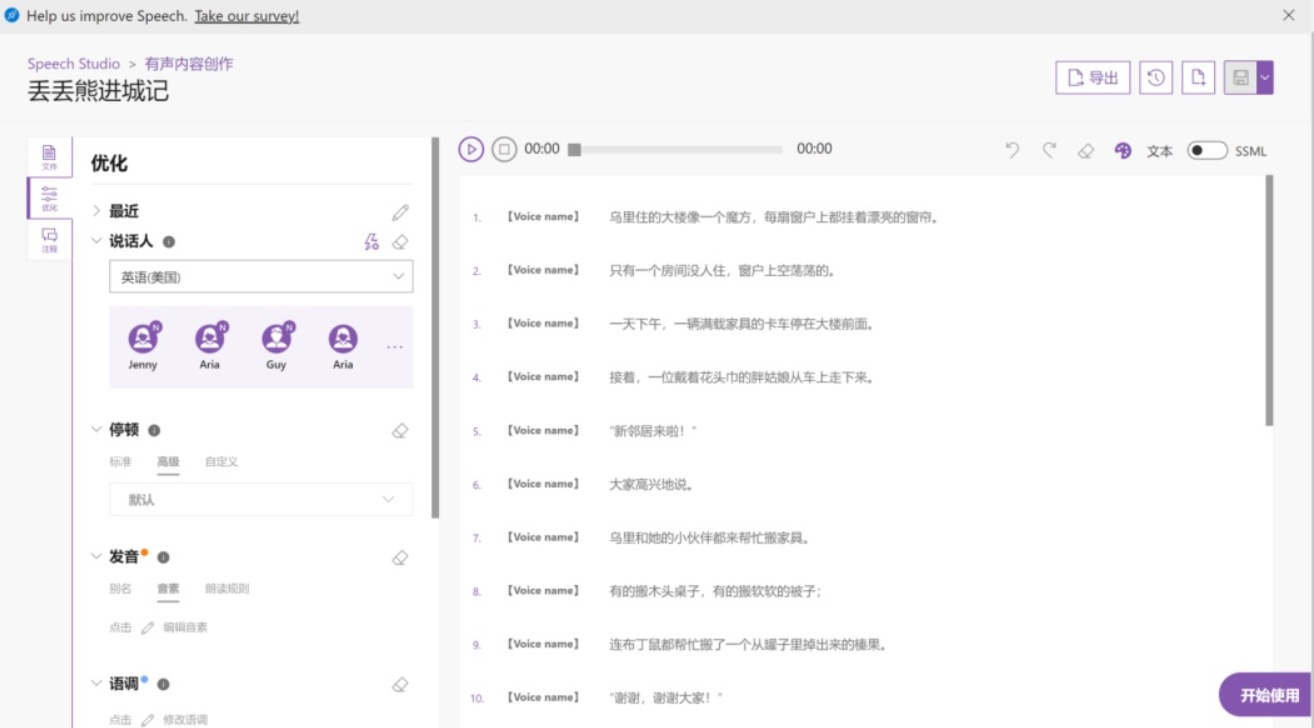 Help us improve Speech. Take our survey!
Speech Studio > 有声内容创作
丢丢熊进城记
导出
文件
优化
注释
优化
最近
说话人
英语(美国)
N N N
Jenny Aria Guy Aria ...
停顿
标准 高级 自定义
默认
发音
别名 音素 朗读规则
点击 编辑音素
语调
点击 修改语调
00:00 00:00
文本 SSML
1. 【Voice name】 乌里住的大楼像一个魔方，每扇窗户上都挂着漂亮的窗帘。
2. 【Voice name】 只有一个房间没人住，窗户上空荡荡的。
3. 【Voice name】 一天下午，一辆满载家具的卡车停在大楼前面。
4. 【Voice name】 接着，一位戴着花头巾的胖姑娘从车上走下来。
5. 【Voice name】 “新邻居来啦！”
6. 【Voice name】 大家高兴地说。
7. 【Voice name】 乌里和她的小伙伴都来帮忙搬家具。
8. 【Voice name】 有的搬木头桌子，有的搬软软的被子；
9. 【Voice name】 连布丁鼠都帮忙搬了一个从罐子里掉出来的榛果。
10. 【Voice name】 “谢谢，谢谢大家！”
开始使用